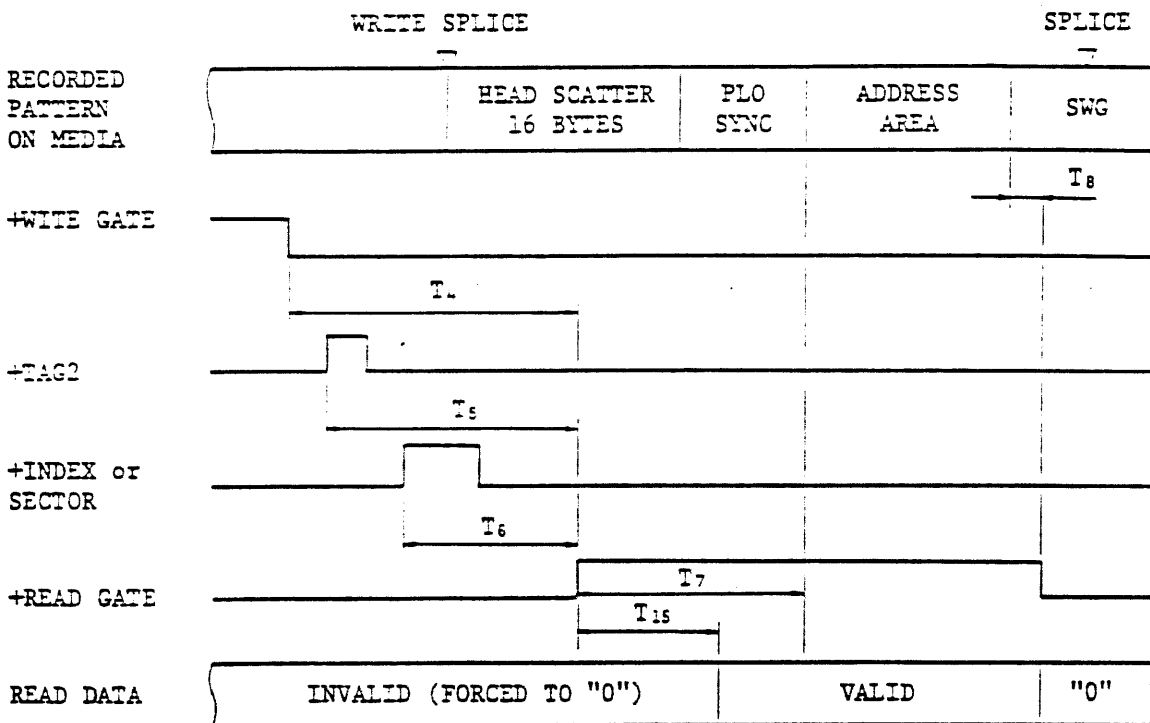 WRITE SPLICE
SPLICE
RECORDED
PATTERN
ON MEDIA
HEAD SCATTER
16 BYTES
PLO
SYNC
ADDRESS
AREA
SWG
T8
+WITE GATE
T4
+TAG2
T5
+INDEX or
SECTOR
T6
+READ GATE
T7
T15
READ DATA
INVALID (FORCED TO "0")
VALID
"0"